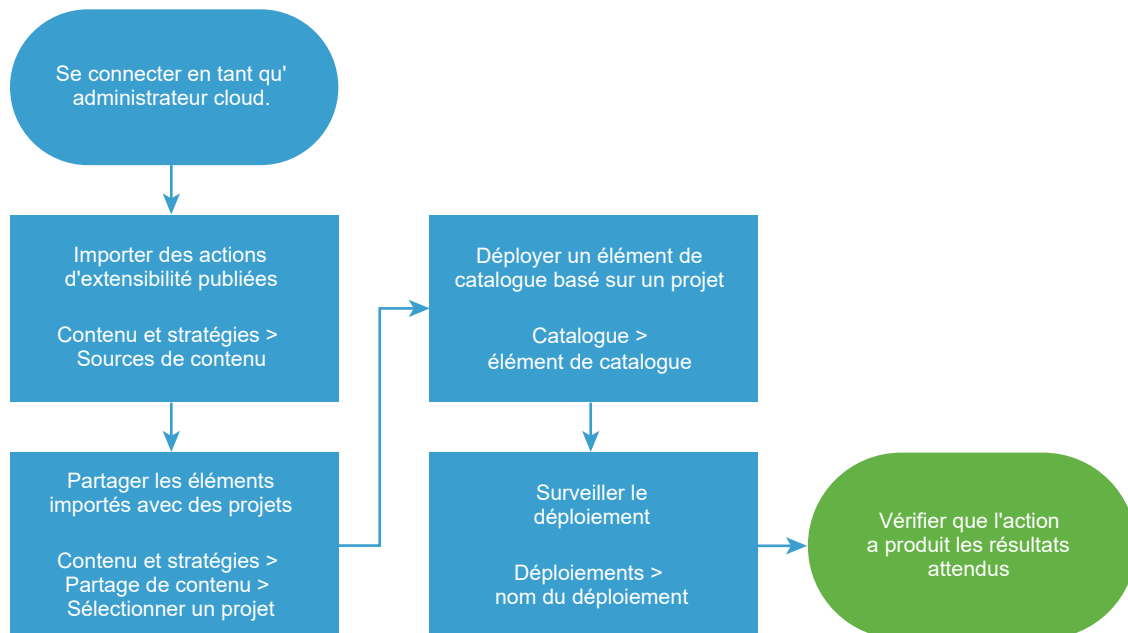 Se connecter en tant qu'
administrateur cloud.
Importer des actions
d'extensibilité publiées
Contenu et stratégies >
Sources de contenu
Partager les éléments
importés avec des projets
Contenu et stratégies >
Partage de contenu >
Sélectionner un projet
Déployer un élément de
catalogue basé sur un projet
Catalogue >
élément de catalogue
Surveiller le
déploiement
Déploiements >
nom du déploiement
Vérifier que l'action
a produit les résultats
attendus